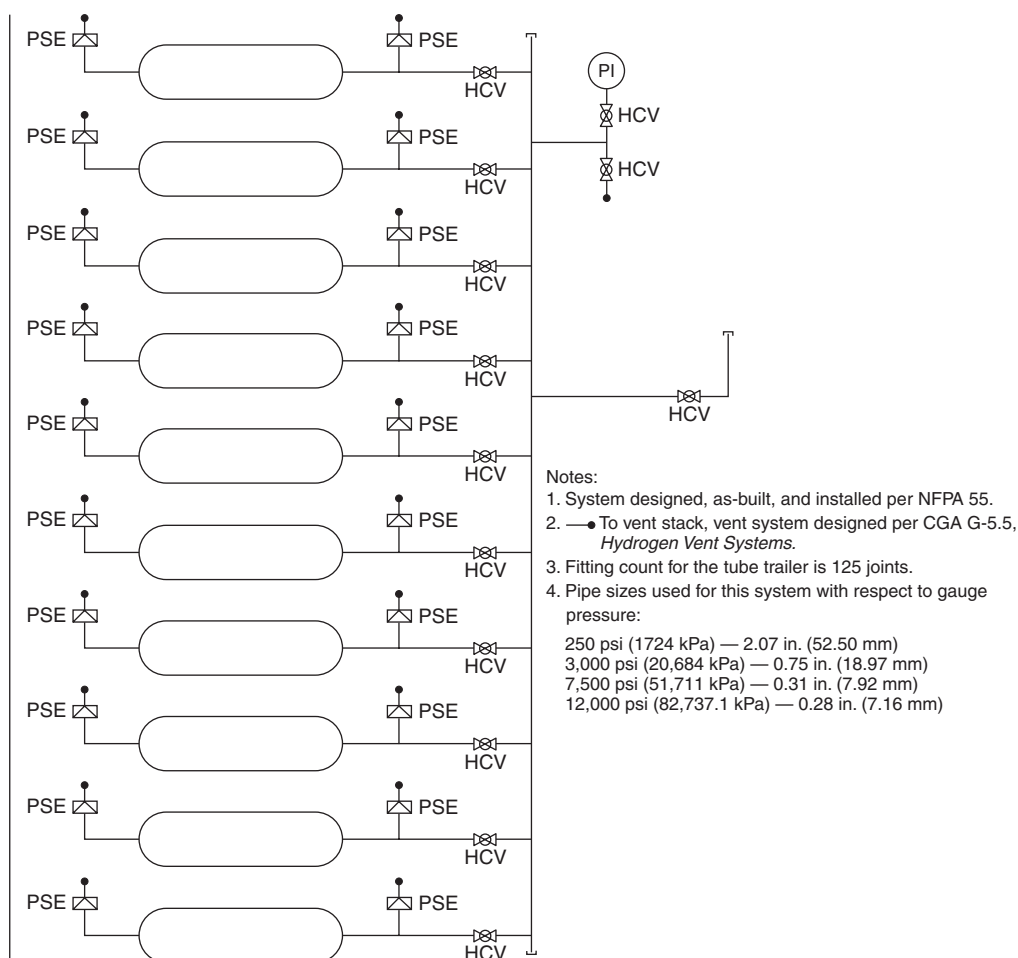 PSE PSE
PI
HCV
HCV
PSE PSE
HCV
HCV
PSE PSE
HCV
PSE PSE
HCV
HCV
PSE PSE
HCV
Notes:
1. System designed, as-built, and installed per NFPA 55.
2. To vent stack, vent system designed per CGA G-5.5,
Hydrogen Vent Systems.
3. Fitting count for the tube trailer is 125 joints.
4. Pipe sizes used for this system with respect to gauge
pressure:
250 psi (1724 kPa) — 2.07 in. (52.50 mm)
3,000 psi (20,684 kPa) — 0.75 in. (18.97 mm)
7,500 psi (51,711 kPa) — 0.31 in. (7.92 mm)
12,000 psi (82,737.1 kPa) — 0.28 in. (7.16 mm)
PSE PSE
HCV
PSE PSE
HCV
PSE PSE
HCV
PSE PSE
HCV
PSE PSE
HCV